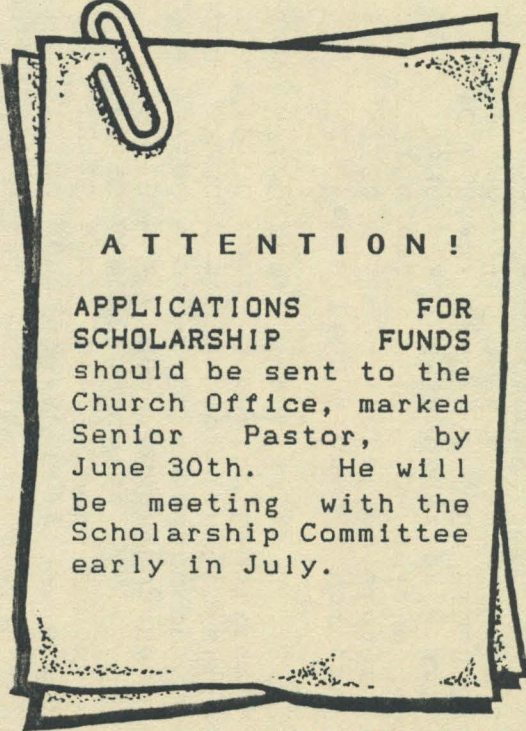 ATTENTION!
APPLICATIONS FOR
SCHOLARSHIP FUNDS
should be sent to the
Church Office, marked
Senior Pastor, by
June 30th. He will
be meeting with the
Scholarship Committee
early in July.